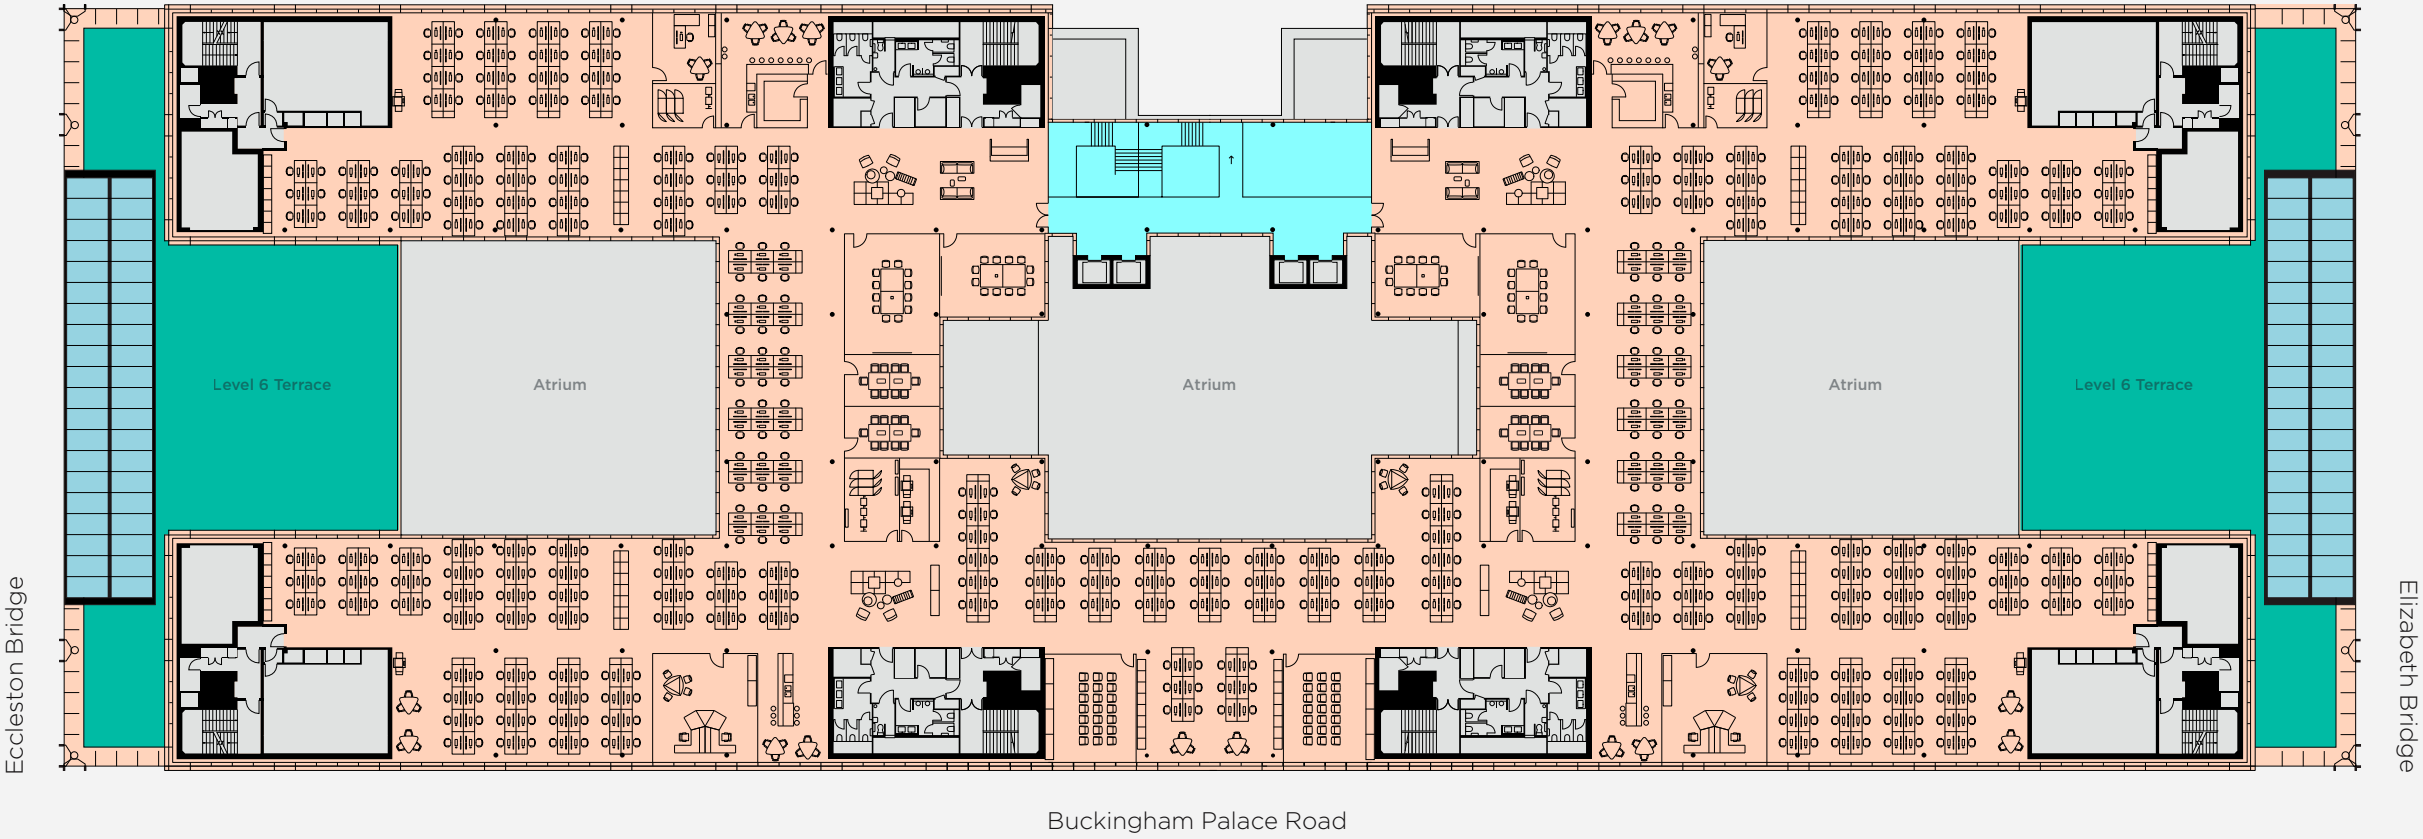 Level 6 Terrace
Atrium
Atrium
Atrium
Level 6 Terrace
Eccleston Bridge
Elizabeth Bridge
Buckingham Palace Road